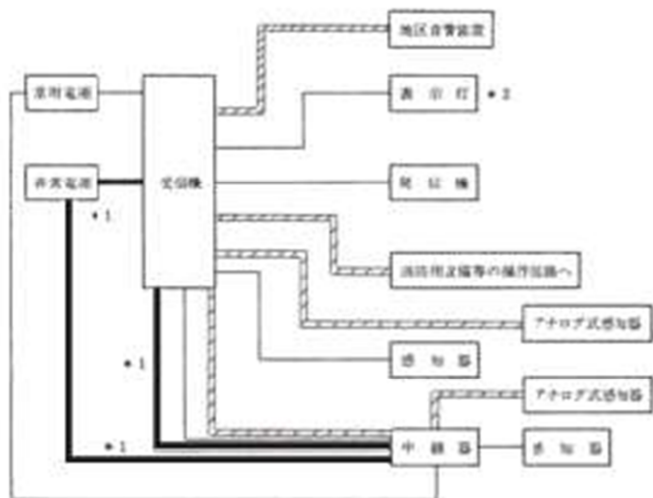 地区音響装置
常用電源
表示灯 *2
非常電源
受信機
発信機
*1
消防用設備等の操作回路へ
アナログ式感知器
*1
感知器
アナログ式感知器
*1
中継器
感知器